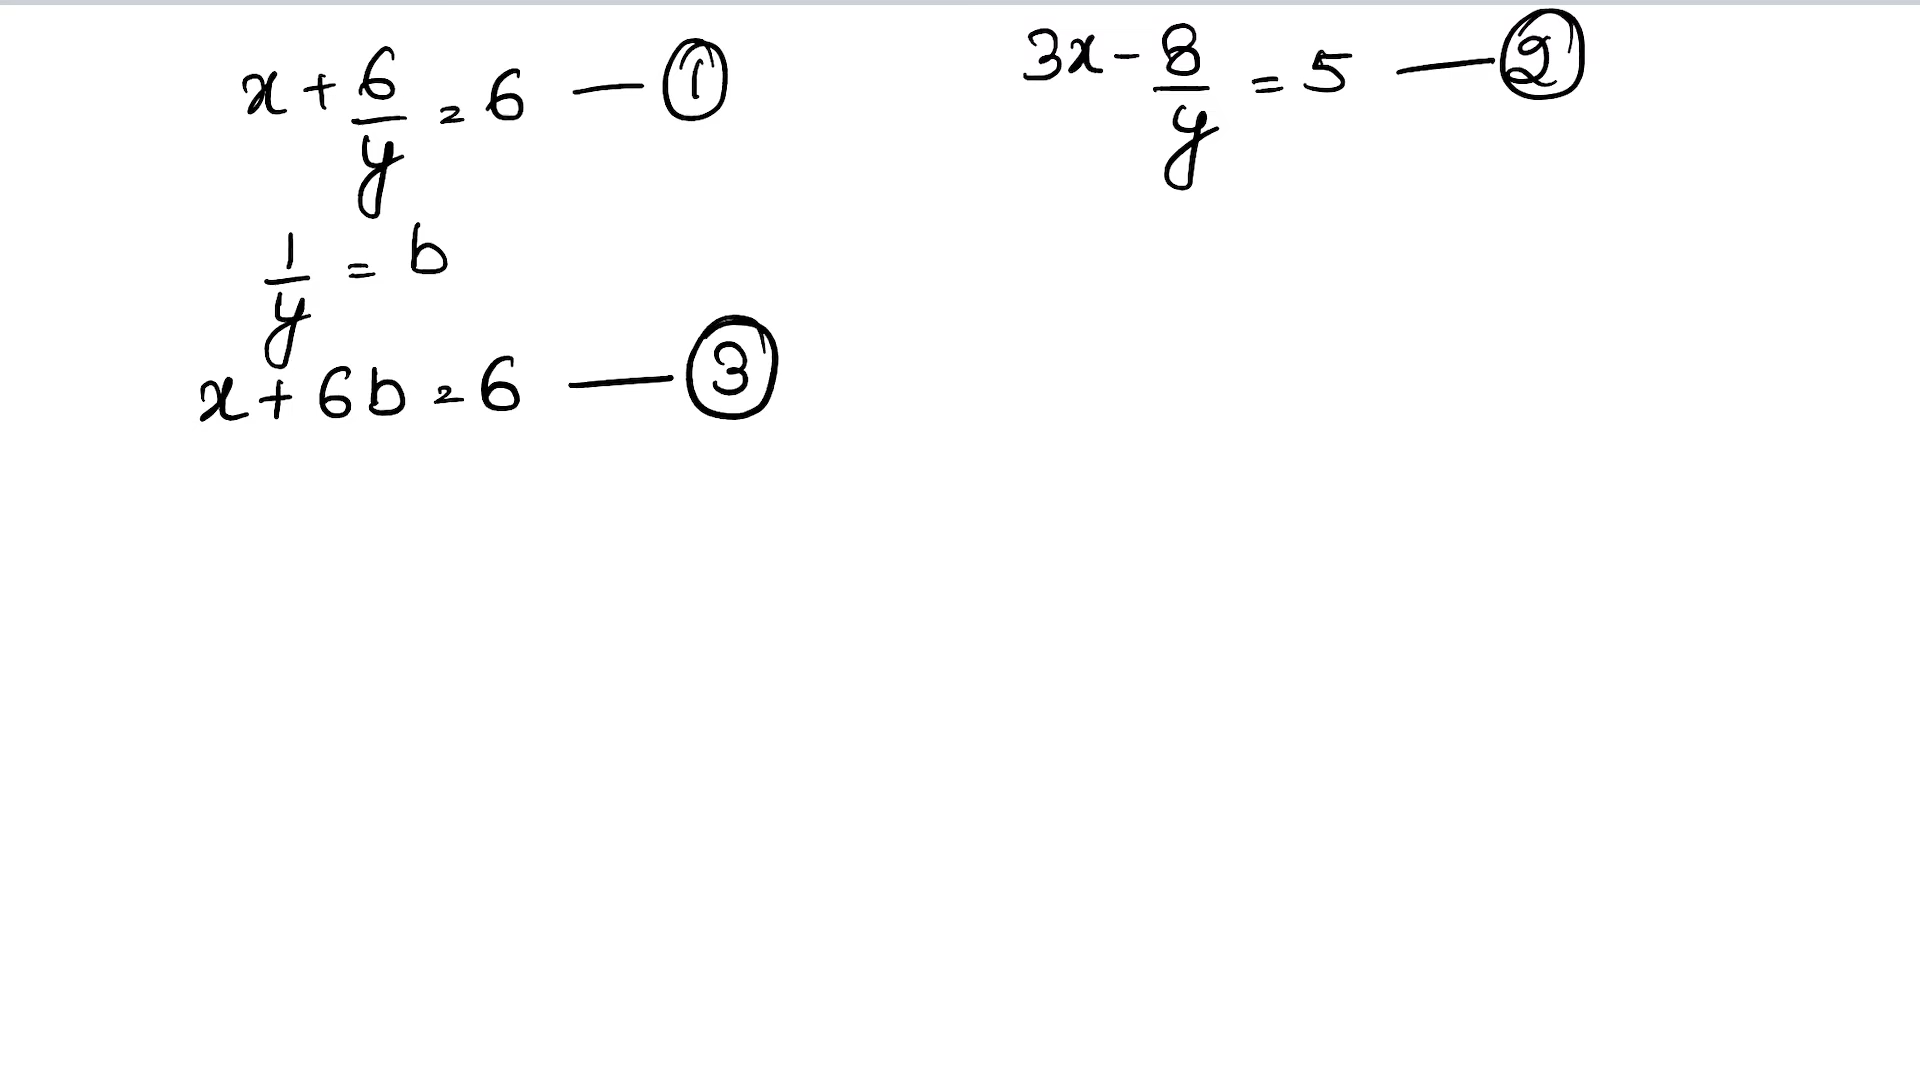 x + 6/y = 6 — ①
3x - 8/y = 5 — ②
1/y = b
x + 6b = 6 — ③